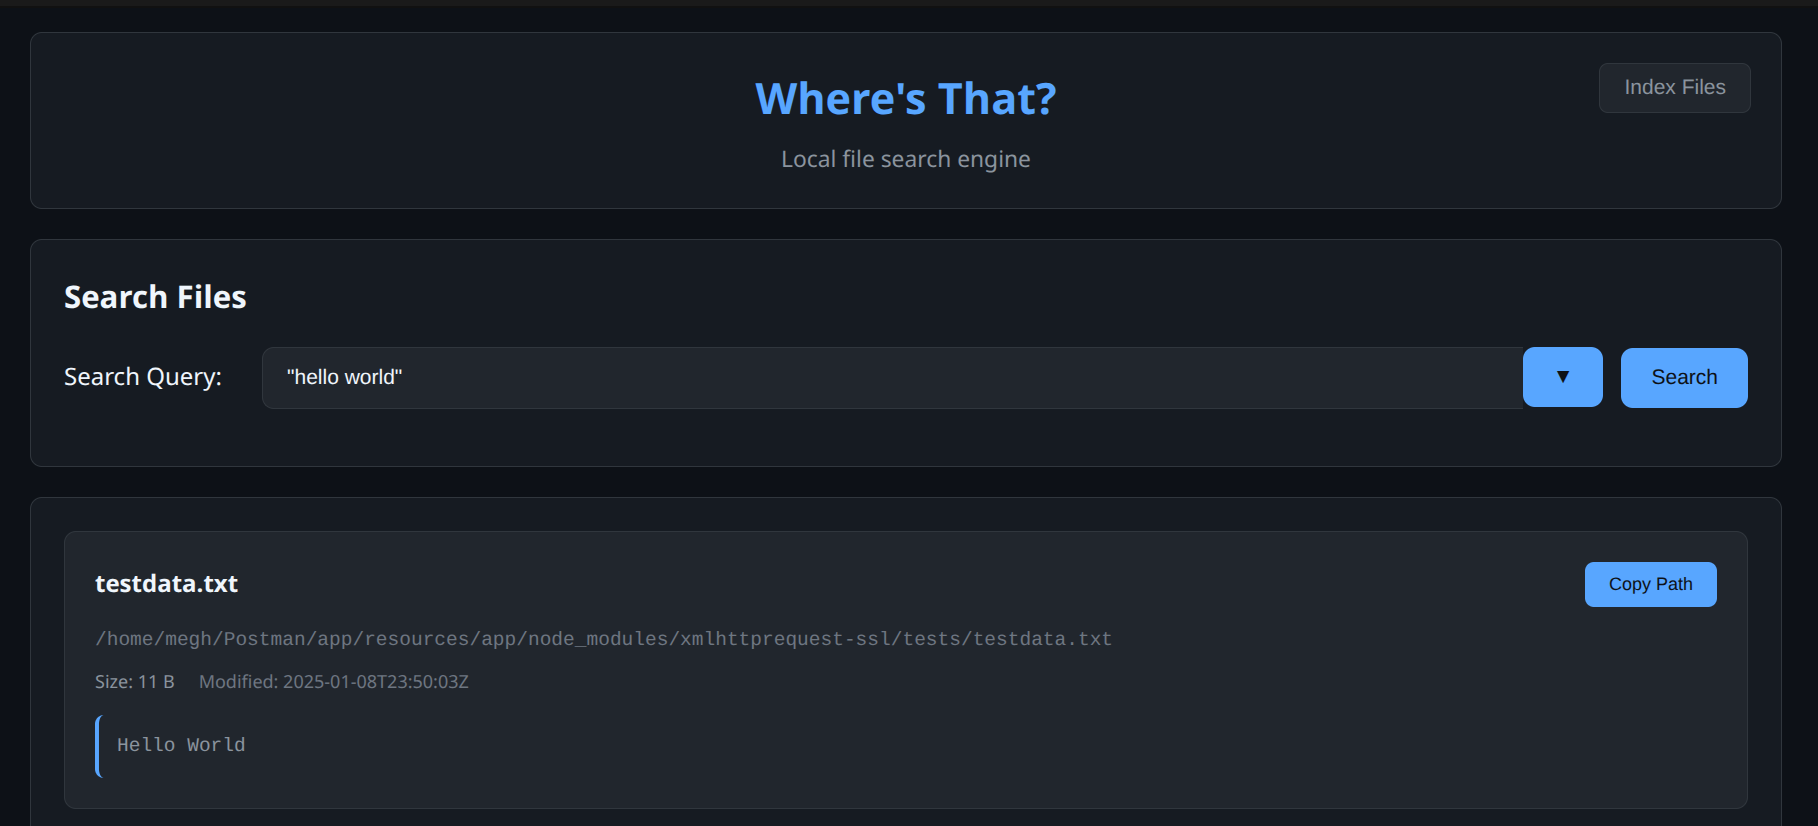 Where's That?
Index Files
Local file search engine
Search Files
Search Query:
"hello world"
▼
Search
testdata.txt
Copy Path
/home/megh/Postman/app/resources/app/node_modules/xmlhttprequest-ssl/tests/testdata.txt
Size: 11 B Modified: 2025-01-08T23:50:03Z
Hello World